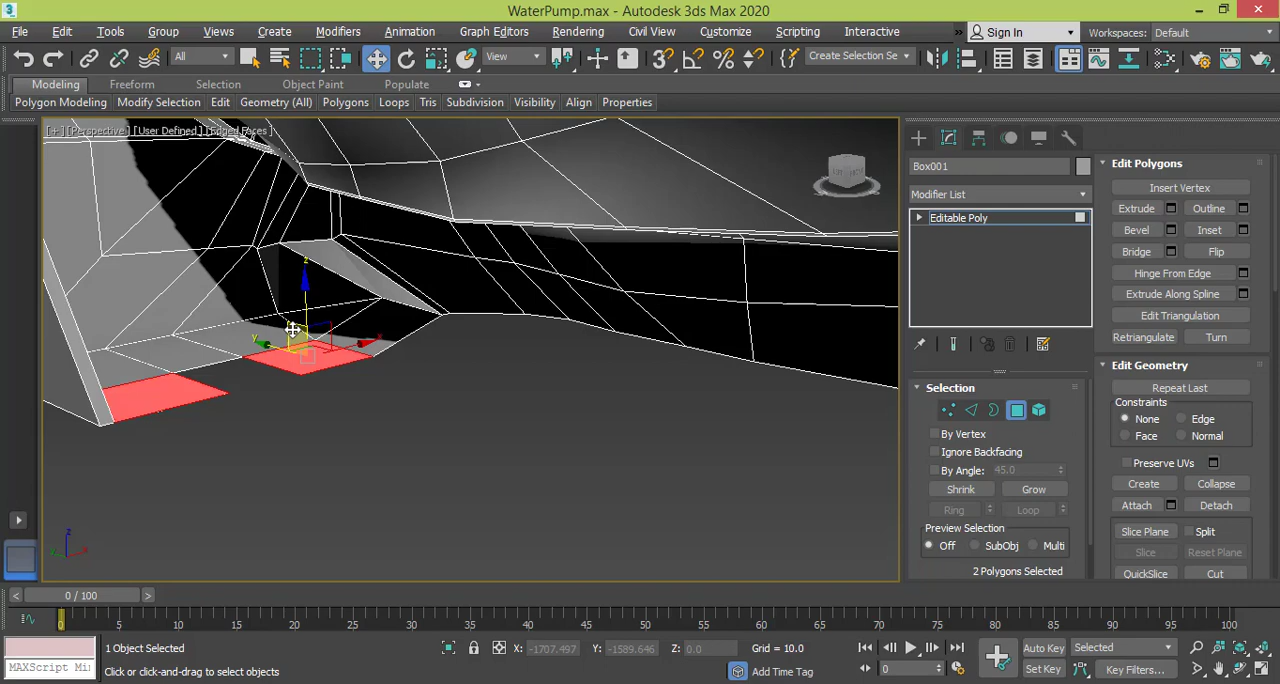 WaterPump.max - Autodesk 3ds Max 2020
File Edit Tools Group Views Create Modifiers Animation Graph Editors Rendering Civil View Customize Scripting Interactive » Sign In Workspaces: Default
All View Create Selection Se
Modeling Freeform Selection Object Paint Populate
Polygon Modeling Modify Selection Edit Geometry (All) Polygons Loops Tris Subdivision Visibility Align Properties
[+] [Perspective] [User Defined] [Edged Faces]
z
y
x
z
x
Box001
Modifier List
Editable Poly
Selection
By Vertex
Ignore Backfacing
By Angle: 45.0
Shrink Grow
Ring Loop
Preview Selection
Off SubObj Multi
2 Polygons Selected
Edit Polygons
Insert Vertex
Extrude Outline
Bevel Inset
Bridge Flip
Hinge From Edge
Extrude Along Spline
Edit Triangulation
Retriangulate Turn
Edit Geometry
Repeat Last
Constraints
None Edge
Face Normal
Preserve UVs
Create Collapse
Attach Detach
Slice Plane Split
Slice Reset Plane
QuickSlice Cut
< 0 / 100 >
0 5 10 15 20 25 30 35 40 45 50 55 60 65 70 75 80 85 90 95 100
1 Object Selected X: -1707.497 Y: -1589.646 Z: 0.0 Grid = 10.0 Auto Key Selected
MAXScript Mi: Click or click-and-drag to select objects Add Time Tag 0 Set Key Key Filters...